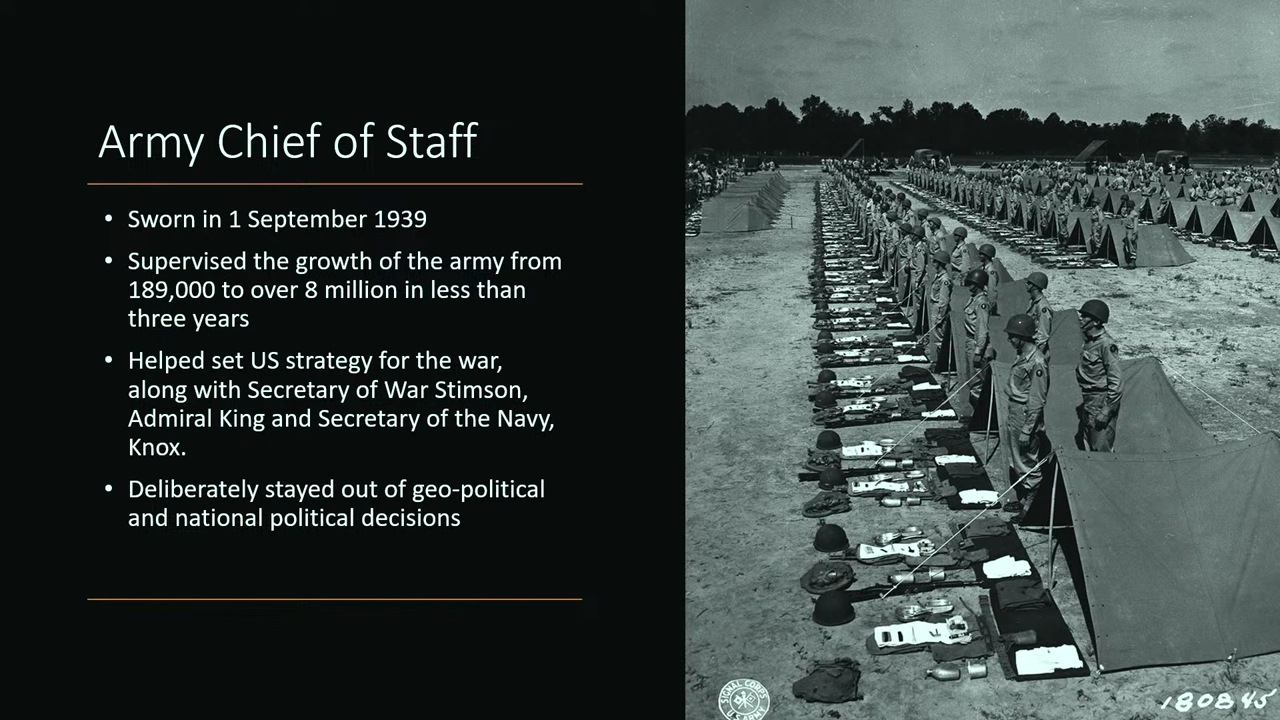 Army Chief of Staff
• Sworn in 1 September 1939
• Supervised the growth of the army from
189,000 to over 8 million in less than
three years
• Helped set US strategy for the war,
along with Secretary of War Stimson,
Admiral King and Secretary of the Navy,
Knox.
• Deliberately stayed out of geo-political
and national political decisions
SIGNAL CORPS
U.S. ARMY
180845